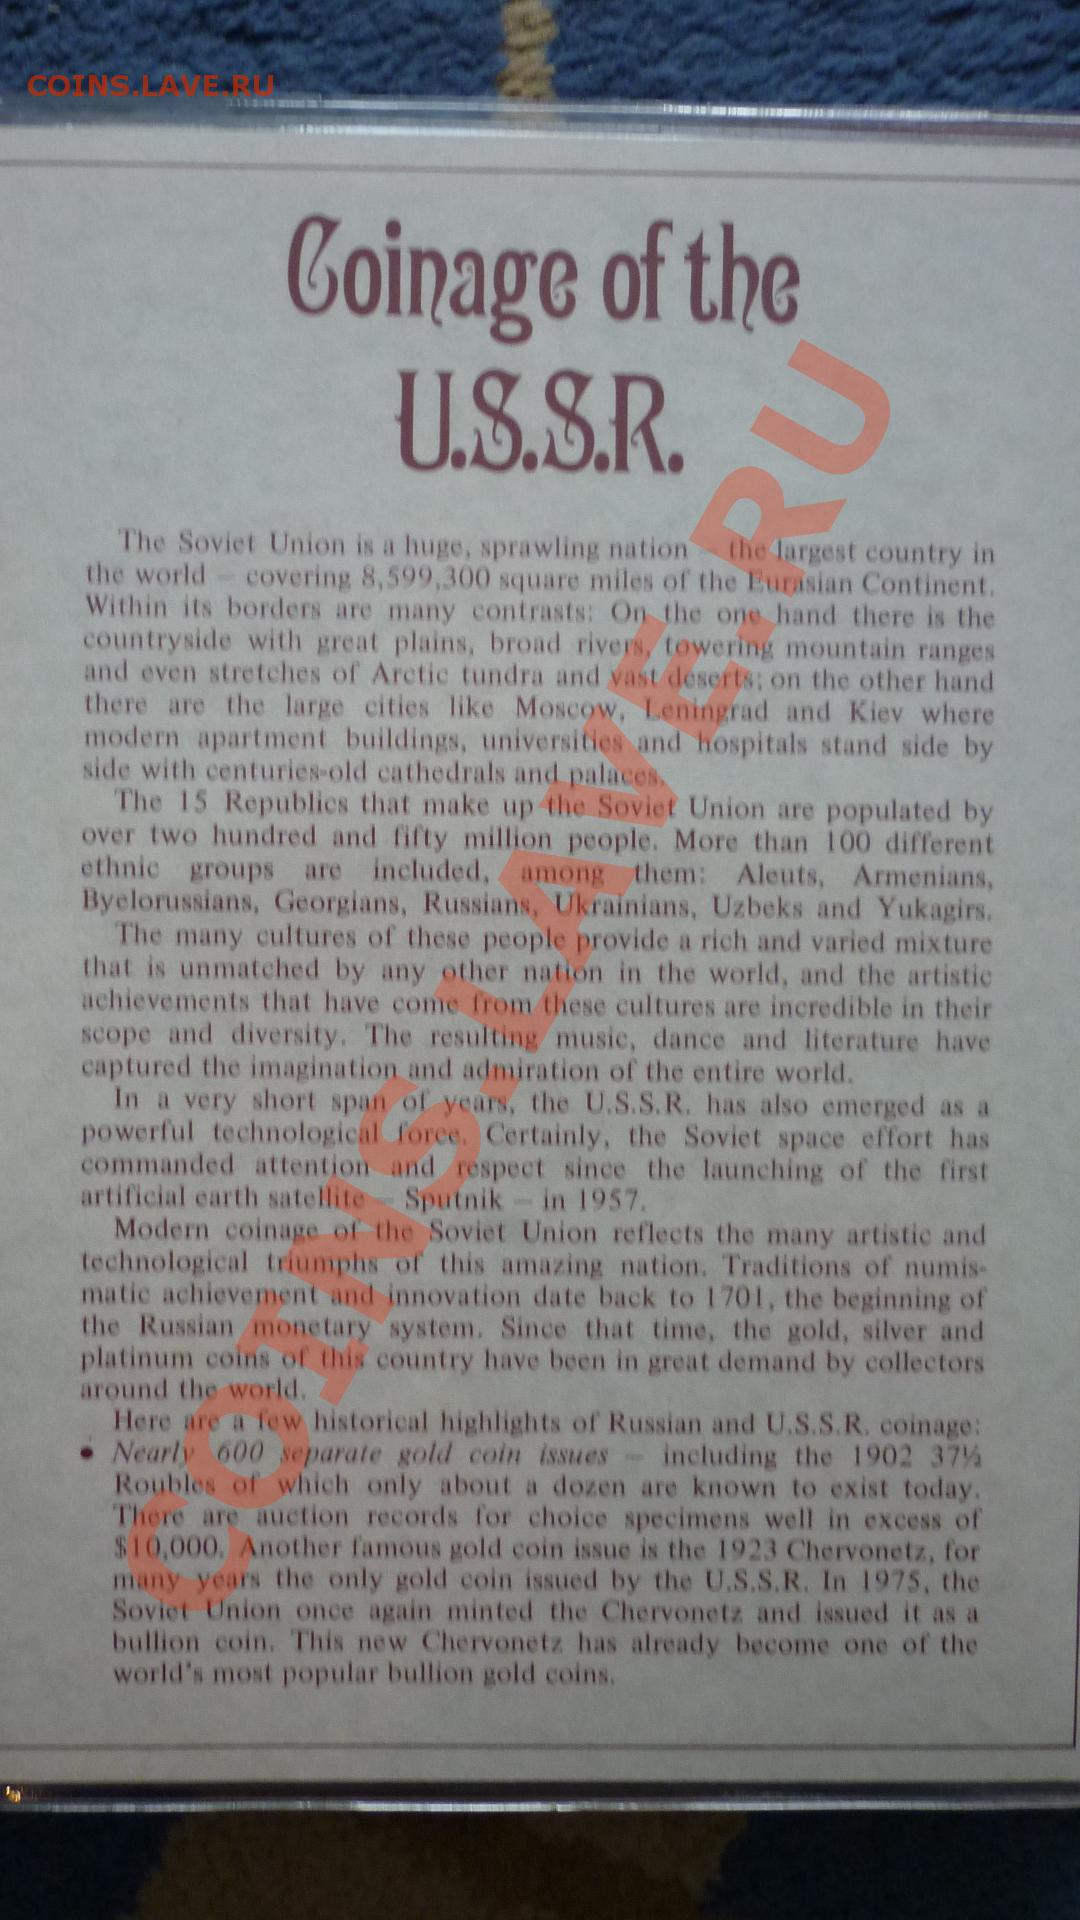 COINS.LAVE.RU
Coinage of the
U.S.S.R.
The Soviet Union is a huge, sprawling nation – the largest country in
the world – covering 8,599,300 square miles of the Eurasian Continent.
Within its borders are many contrasts: On the one hand there is the
countryside with great plains, broad rivers, towering mountain ranges
and even stretches of Arctic tundra and vast deserts; on the other hand
there are the large cities like Moscow, Leningrad and Kiev where
modern apartment buildings, universities and hospitals stand side by
side with centuries-old cathedrals and palaces.
The 15 Republics that make up the Soviet Union are populated by
over two hundred and fifty million people. More than 100 different
ethnic groups are included, among them: Aleuts, Armenians,
Byelorussians, Georgians, Russians, Ukrainians, Uzbeks and Yukagirs.
The many cultures of these people provide a rich and varied mixture
that is unmatched by any other nation in the world, and the artistic
achievements that have come from these cultures are incredible in their
scope and diversity. The resulting music, dance and literature have
captured the imagination and admiration of the entire world.
In a very short span of years, the U.S.S.R. has also emerged as a
powerful technological force. Certainly, the Soviet space effort has
commanded attention and respect since the launching of the first
artificial earth satellite – Sputnik – in 1957.
Modern coinage of the Soviet Union reflects the many artistic and
technological triumphs of this amazing nation. Traditions of numis-
matic achievement and innovation date back to 1701, the beginning of
the Russian monetary system. Since that time, the gold, silver and
platinum coins of this country have been in great demand by collectors
around the world.
Here are a few historical highlights of Russian and U.S.S.R. coinage:
• Nearly 600 separate gold coin issues – including the 1902 37½
Roubles of which only about a dozen are known to exist today.
There are auction records for choice specimens well in excess of
$10,000. Another famous gold coin issue is the 1923 Chervonetz, for
many years the only gold coin issued by the U.S.S.R. In 1975, the
Soviet Union once again minted the Chervonetz and issued it as a
bullion coin. This new Chervonetz has already become one of the
world's most popular bullion gold coins.
COINS.LAVE.RU